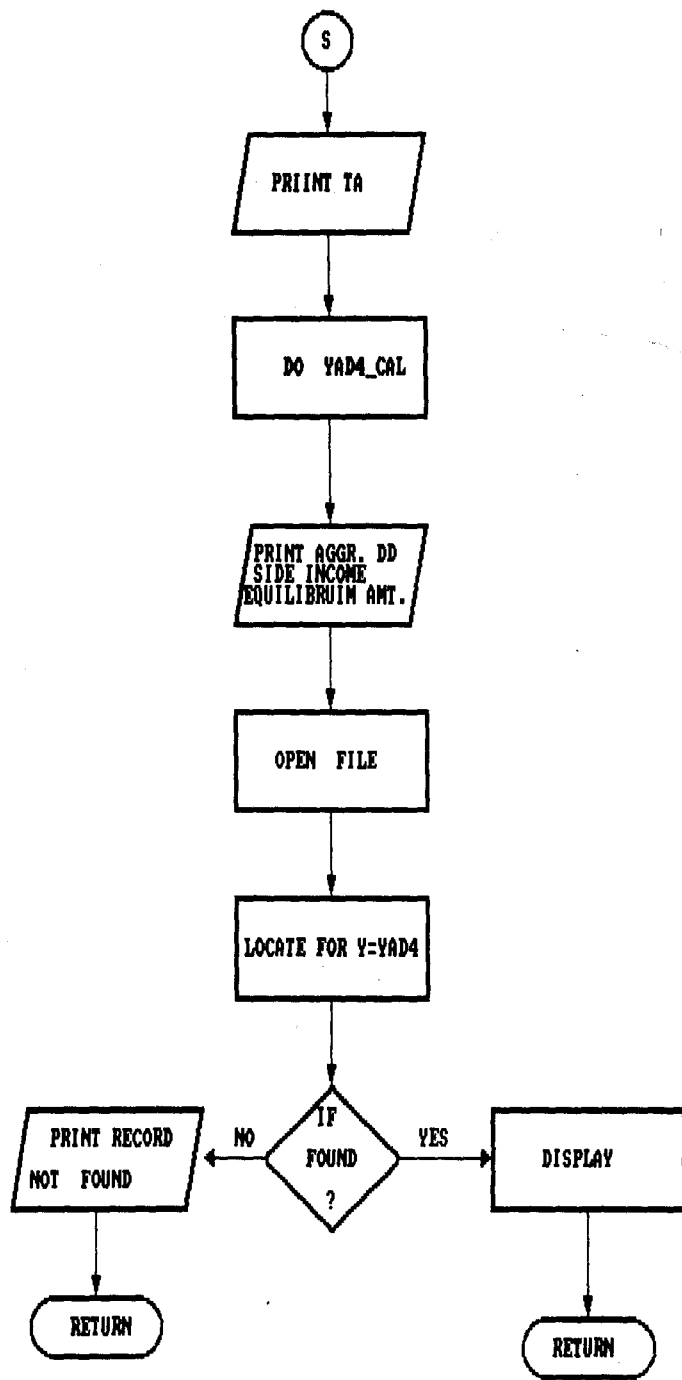 S
PRIINT TA
DO YAD4_CAL
PRINT AGGR. DD
SIDE INCOME
EQUILIBRUIM AMT.
OPEN FILE
LOCATE FOR Y=YAD4
IF
FOUND
?
NO
YES
PRINT RECORD
NOT FOUND
DISPLAY
RETURN
RETURN